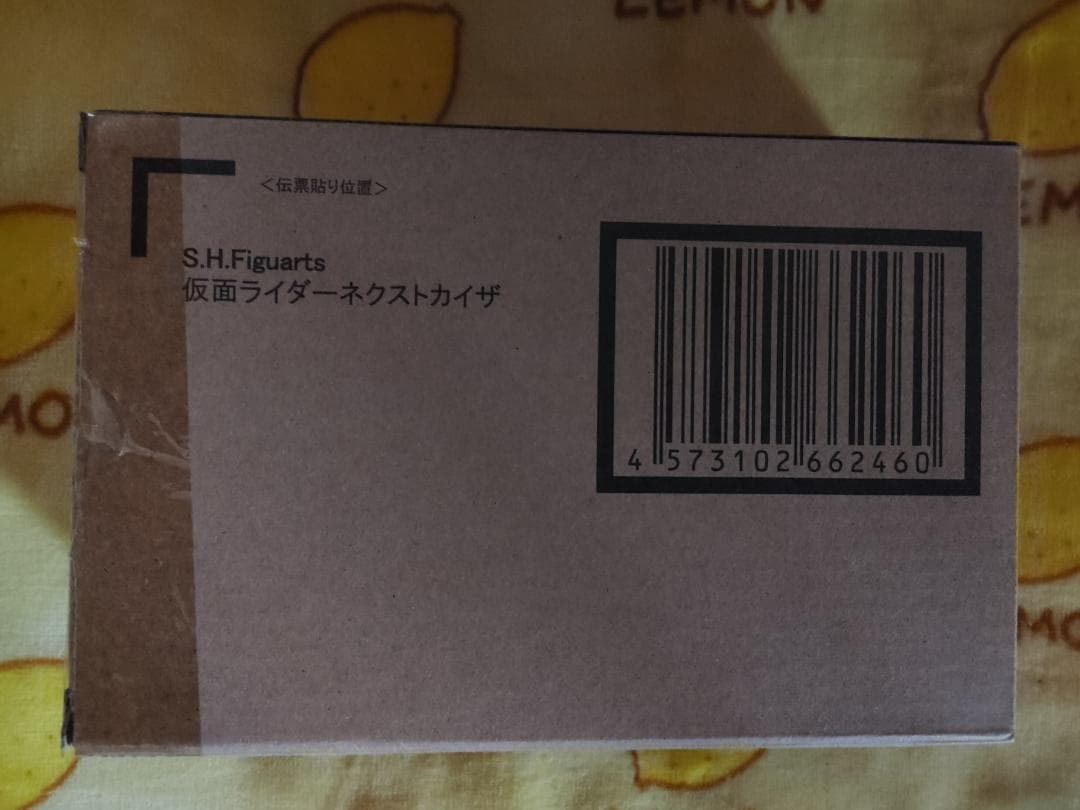 LEMON
<伝票貼り位置>
S.H.Figuarts
仮面ライダーネクストカイザ
4 573102 662460